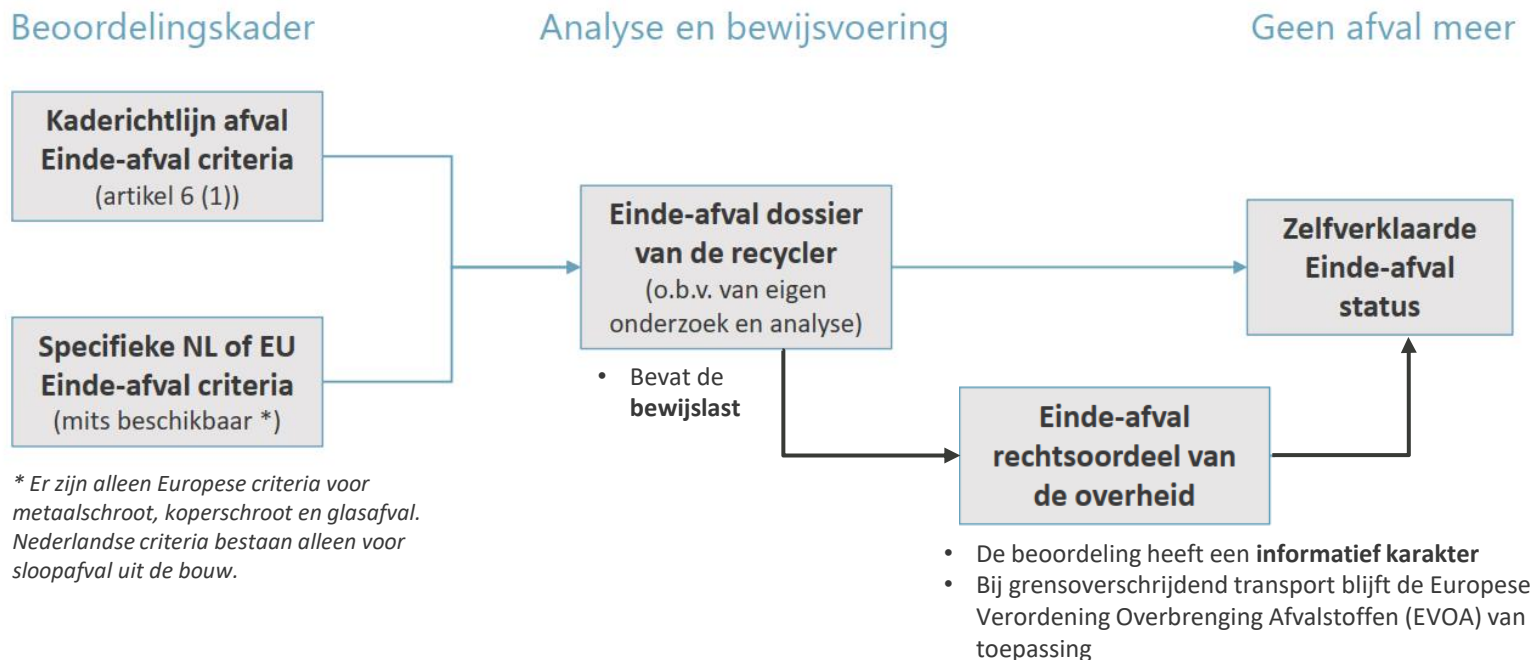 Beoordelingskader
Analyse en bewijsvoering
Geen afval meer
Kaderichtlijn afval
Einde-afval criteria
(artikel 6 (1))
Specifieke NL of EU
Einde-afval criteria
(mits beschikbaar *)
* Er zijn alleen Europese criteria voor
metaalschroot, koperschroot en glasafval.
Nederlandse criteria bestaan alleen voor
sloopafval uit de bouw.
Einde-afval dossier
van de recycler
(o.b.v. van eigen
onderzoek en analyse)
• Bevat de
bewijslast
Einde-afval
rechtsoordeel van
de overheid
• De beoordeling heeft een informatief karakter
• Bij grensoverschrijdend transport blijft de Europese
Verordening Overbrenging Afvalstoffen (EVOA) van
toepassing
Zelfverklaarde
Einde-afval
status